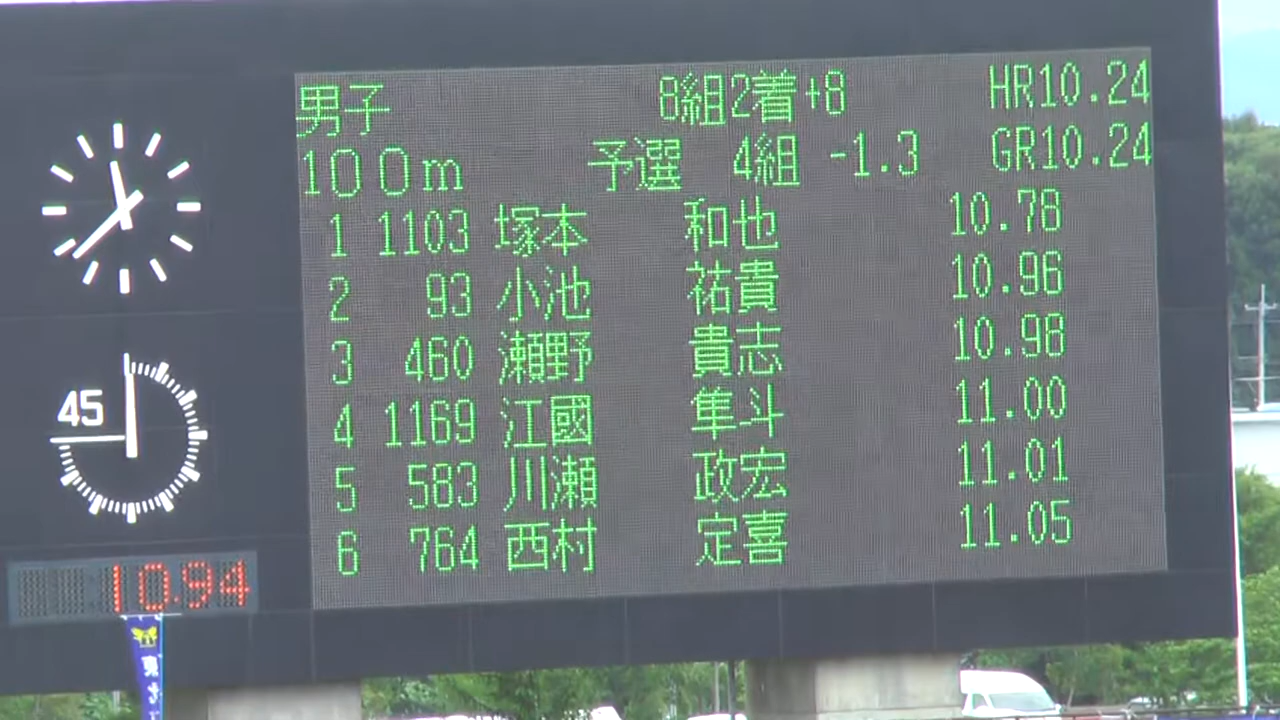 男子 8組2着+8 HR10.24
100m 予選 4組 -1.3 GR10.24
1 1103 塚本 和也 10.78
2 93 小池 祐貴 10.96
3 460 瀬野 貴志 10.98
4 1169 江國 隼斗 11.00
5 583 川瀬 政宏 11.01
6 764 西村 定喜 11.05
45
10.94